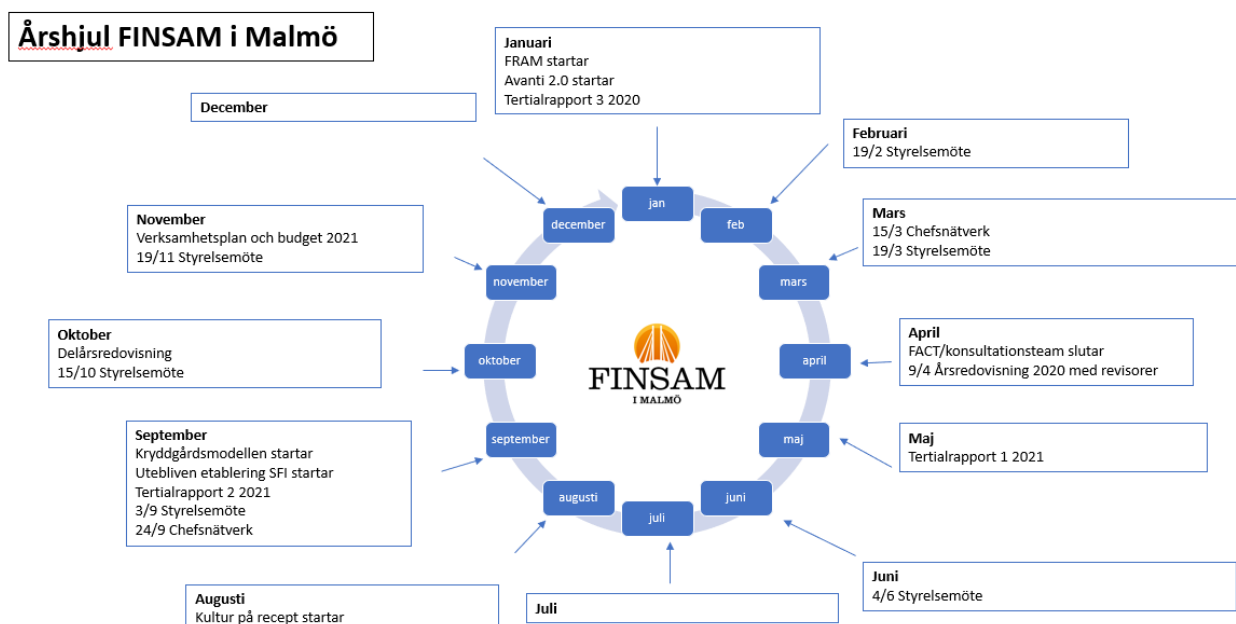 Årshjul FINSAM i Malmö
Januari
FRAM startar
Avanti 2.0 startar
Tertialrapport 3 2020
Februari
19/2 Styrelsemöte
Mars
15/3 Chefsnätverk
19/3 Styrelsemöte
April
FACT/konsultationsteam slutar
9/4 Årsredovisning 2020 med revisorer
Maj
Tertialrapport 1 2021
Juni
4/6 Styrelsemöte
Juli
Augusti
Kultur på recept startar
September
Kryddgårdsmodellen startar
Utebliven etablering SFI startar
Tertialrapport 2 2021
3/9 Styrelsemöte
24/9 Chefsnätverk
Oktober
Delårsredovisning
15/10 Styrelsemöte
November
Verksamhetsplan och budget 2021
19/11 Styrelsemöte
December
jan
feb
mars
april
maj
juni
juli
augusti
september
oktober
november
december
FINSAM
I MALMÖ